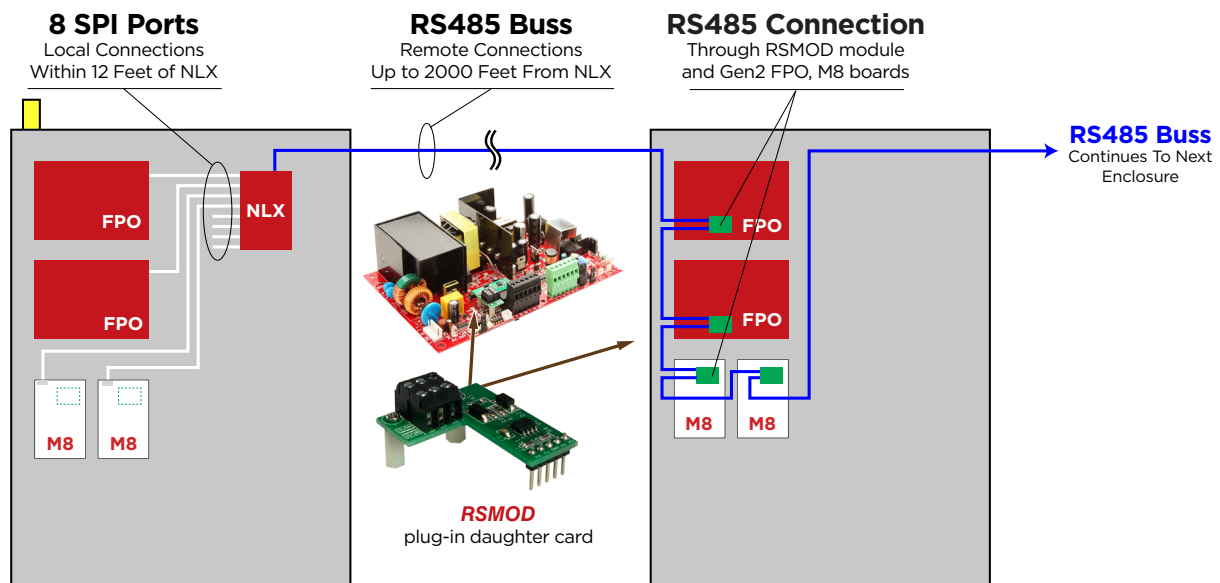 8 SPI Ports
Local Connections
Within 12 Feet of NLX
RS485 Buss
Remote Connections
Up to 2000 Feet From NLX
RS485 Connection
Through RSMOD module
and Gen2 FPO, M8 boards
RS485 Buss
Continues To Next
Enclosure
FPO
NLX
FPO
M8
M8
FPO
FPO
M8
M8
RSMOD
plug-in daughter card